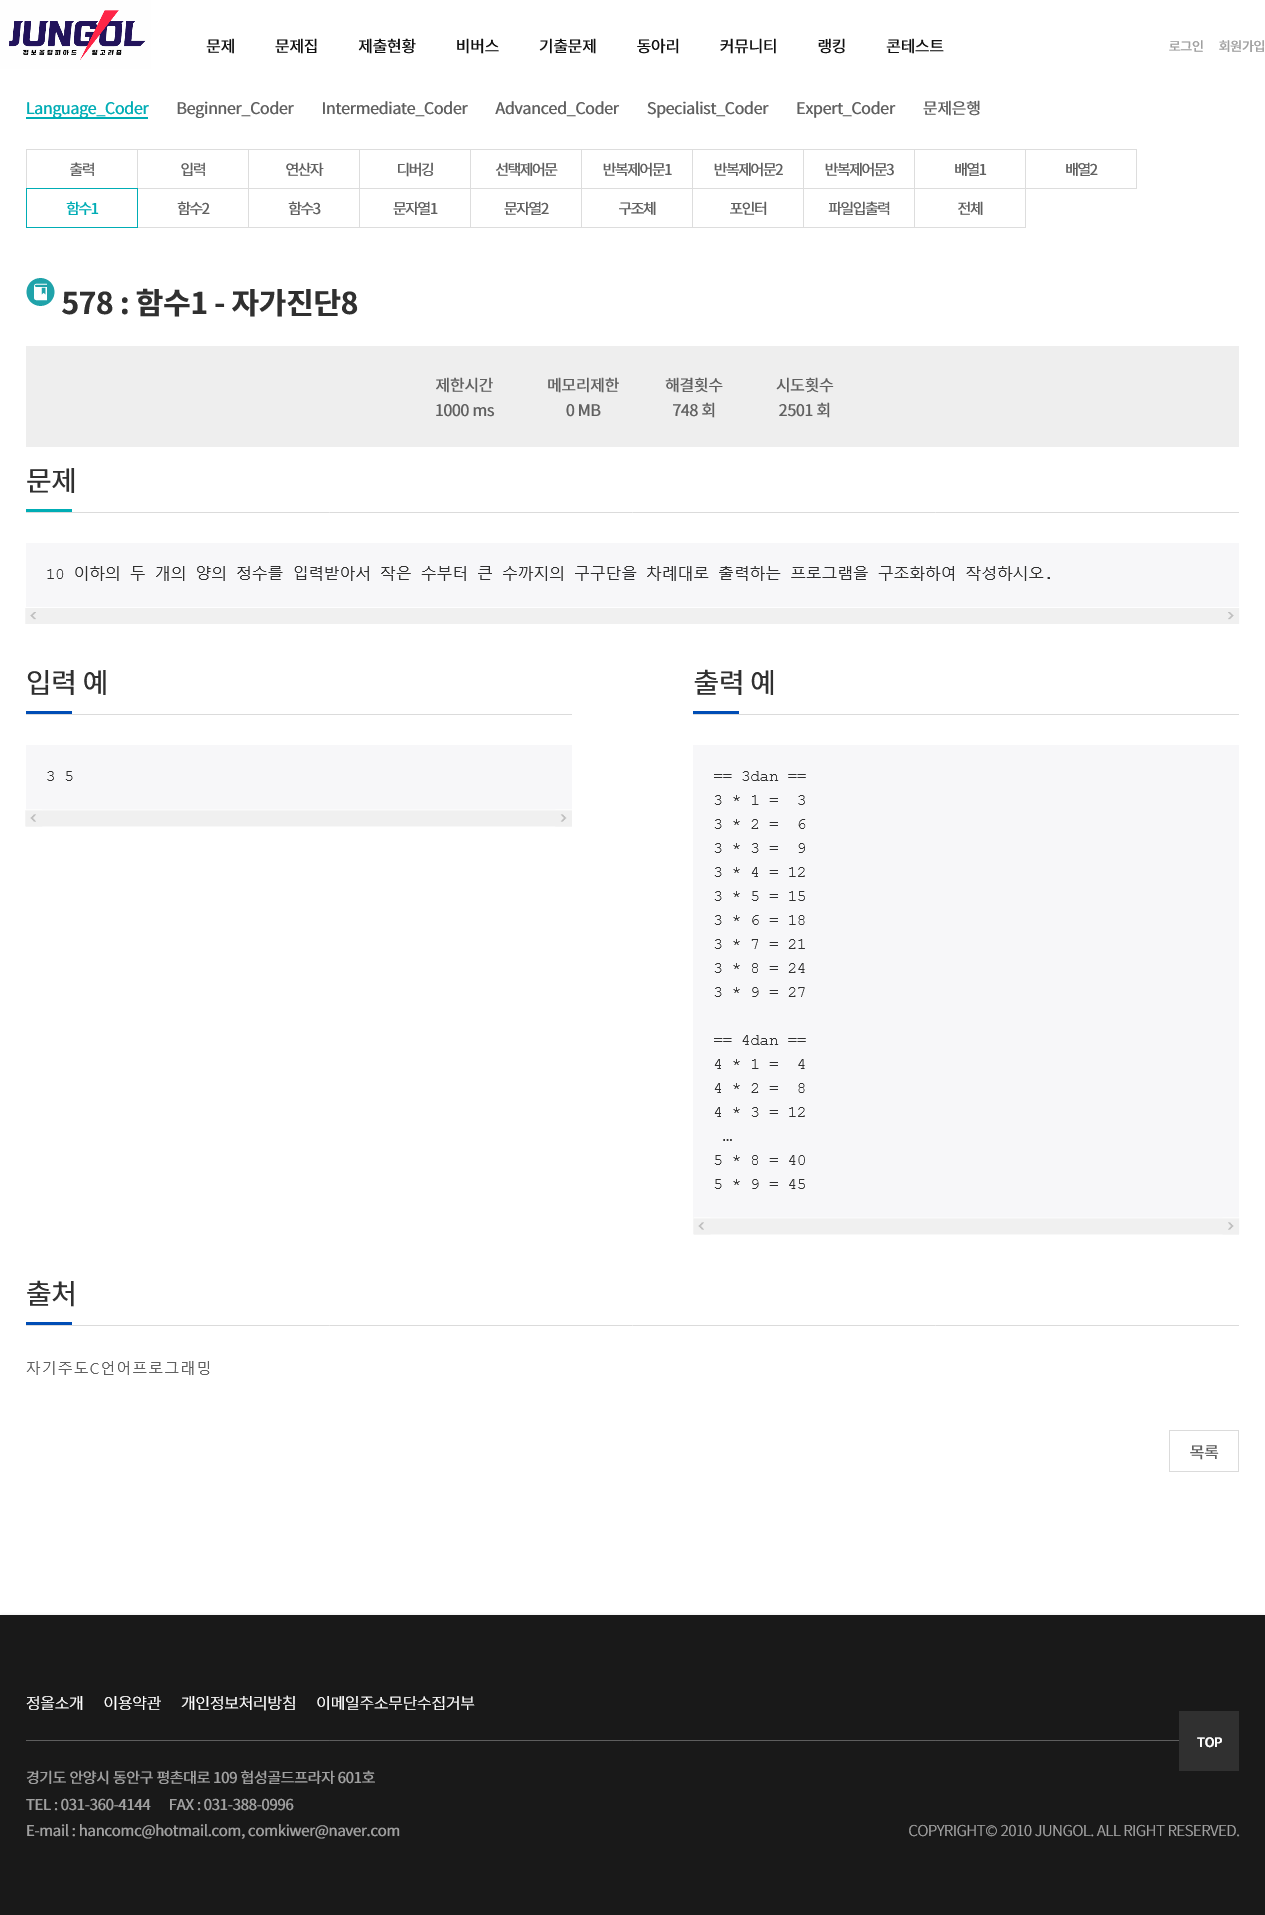 JUNGOL
정보올림피아드 알고리즘
문제 문제집 제출현황 비버스 기출문제 동아리 커뮤니티 랭킹 콘테스트 로그인 회원가입
Language_Coder Beginner_Coder Intermediate_Coder Advanced_Coder Specialist_Coder Expert_Coder 문제은행
출력 입력 연산자 디버깅 선택제어문 반복제어문1 반복제어문2 반복제어문3 배열1 배열2
함수1 함수2 함수3 문자열1 문자열2 구조체 포인터 파일입출력 전체
578 : 함수1 - 자가진단8
제한시간 메모리제한 해결횟수 시도횟수
1000 ms 0 MB 748 회 2501 회
문제
10 이하의 두 개의 양의 정수를 입력받아서 작은 수부터 큰 수까지의 구구단을 차례대로 출력하는 프로그램을 구조화하여 작성하시오.
입력 예
3 5
출력 예
== 3dan ==
3 * 1 =  3
3 * 2 =  6
3 * 3 =  9
3 * 4 = 12
3 * 5 = 15
3 * 6 = 18
3 * 7 = 21
3 * 8 = 24
3 * 9 = 27
== 4dan ==
4 * 1 =  4
4 * 2 =  8
4 * 3 = 12
 …
5 * 8 = 40
5 * 9 = 45
출처
자기주도C언어프로그래밍
목록
정올소개 이용약관 개인정보처리방침 이메일주소무단수집거부
TOP
경기도 안양시 동안구 평촌대로 109 협성골드프라자 601호
TEL : 031-360-4144 FAX : 031-388-0996
E-mail : hancomc@hotmail.com, comkiwer@naver.com
COPYRIGHT© 2010 JUNGOL. ALL RIGHT RESERVED.